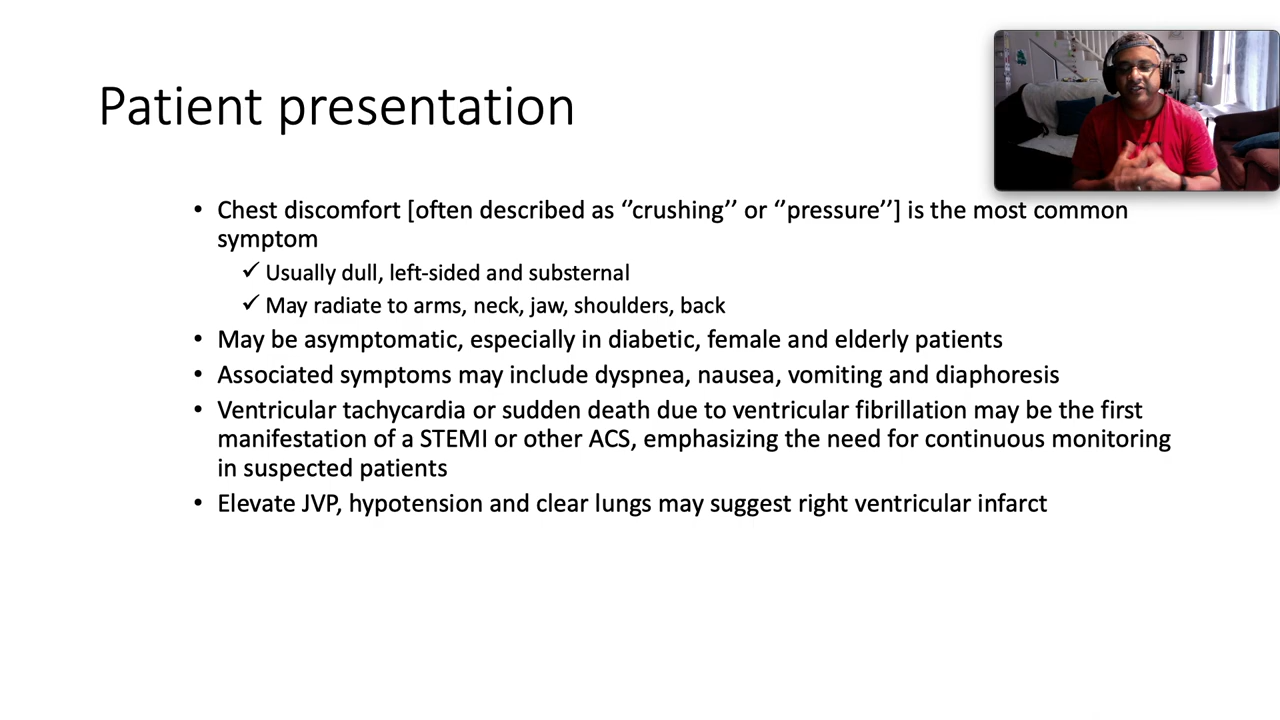 Patient presentation
• Chest discomfort [often described as ‘’crushing’’ or ‘’pressure’’] is the most common
symptom
✓ Usually dull, left-sided and substernal
✓ May radiate to arms, neck, jaw, shoulders, back
• May be asymptomatic, especially in diabetic, female and elderly patients
• Associated symptoms may include dyspnea, nausea, vomiting and diaphoresis
• Ventricular tachycardia or sudden death due to ventricular fibrillation may be the first
manifestation of a STEMI or other ACS, emphasizing the need for continuous monitoring
in suspected patients
• Elevate JVP, hypotension and clear lungs may suggest right ventricular infarct